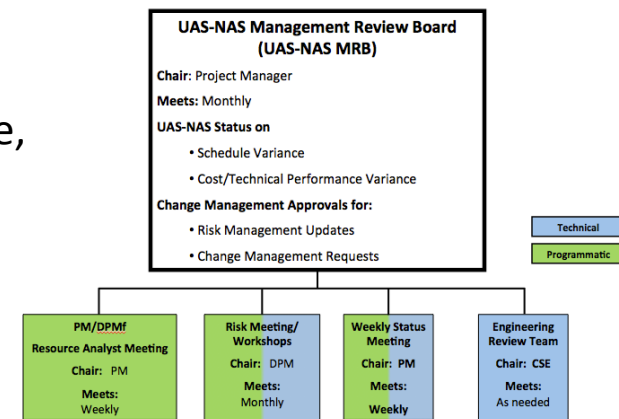 UAS-NAS Management Review Board
(UAS-NAS MRB)
Chair: Project Manager
Meets: Monthly
UAS-NAS Status on
• Schedule Variance
• Cost/Technical Performance Variance
Change Management Approvals for:
• Risk Management Updates
• Change Management Requests
e,
Technical
Programmatic
PM/DPMf
Resource Analyst Meeting
Chair: PM
Meets:
Weekly
Risk Meeting/
Workshops
Chair: DPM
Meets:
Monthly
Weekly Status
Meeting
Chair: PM
Meets:
Weekly
Engineering
Review Team
Chair: CSE
Meets:
As needed